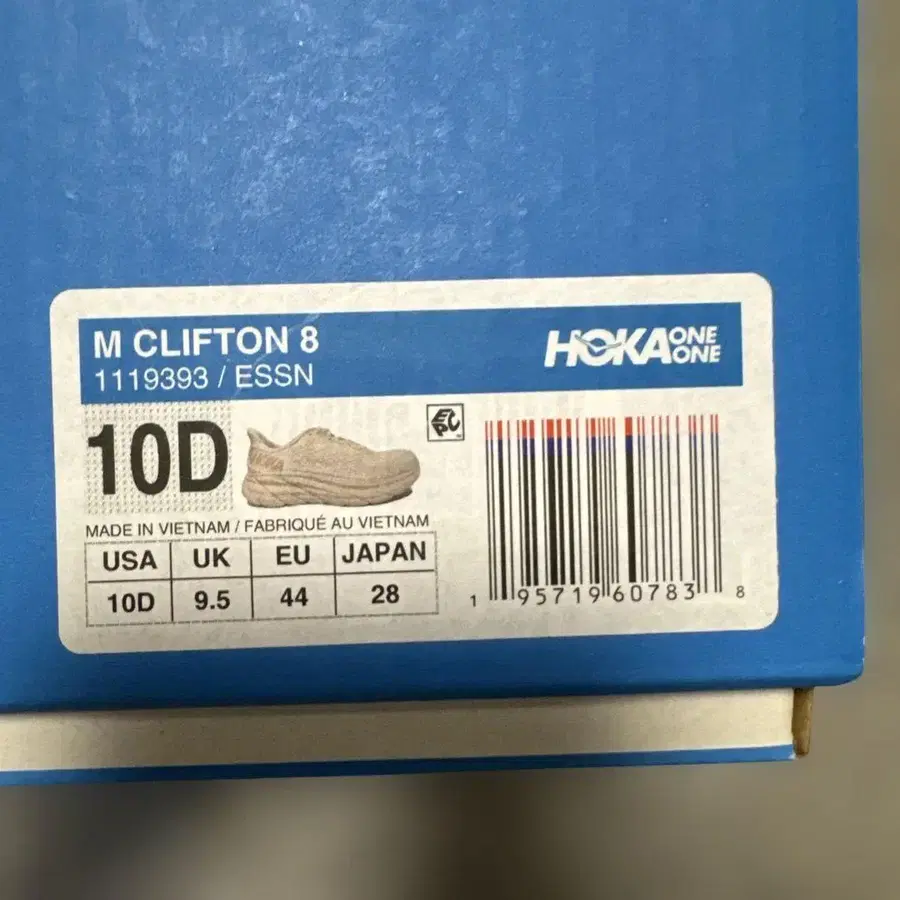 M CLIFTON 8
1119393 / ESSN
HOKA ONE ONE
10D
EPC
MADE IN VIETNAM / FABRIQUÉ AU VIETNAM
USA UK EU JAPAN
10D 9.5 44 28
1 95719 60783 8